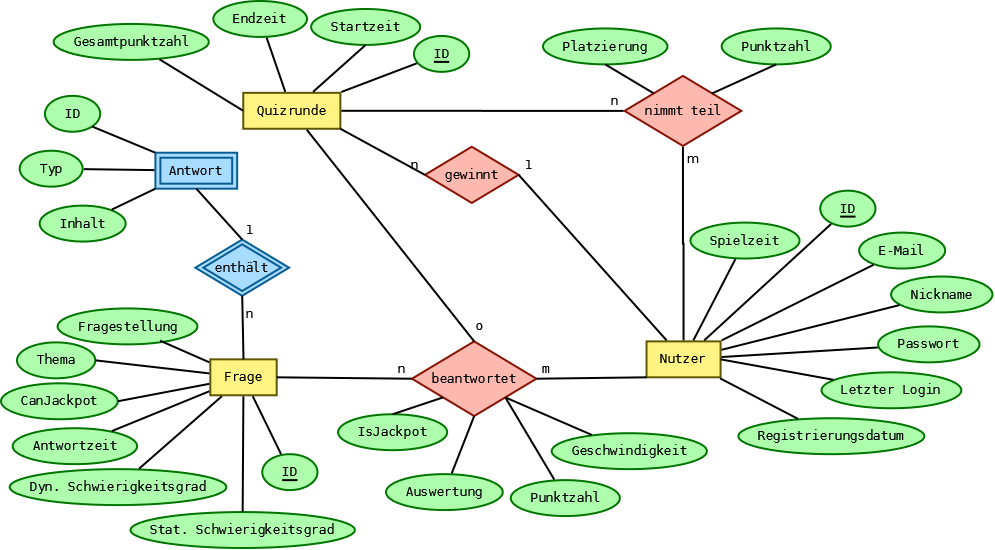 Endzeit
Startzeit
Gesamtpunktzahl
ID
Platzierung
Punktzahl
Quizrunde
n
nimmt teil
ID
m
Antwort
n
gewinnt
1
Typ
Inhalt
1
ID
Spielzeit
E-Mail
enthält
Nickname
n
Fragestellung
o
Passwort
Thema
Nutzer
Frage
n
beantwortet
m
CanJackpot
Letzter Login
IsJackpot
Registrierungsdatum
Antwortzeit
Geschwindigkeit
ID
Dyn. Schwierigkeitsgrad
Auswertung
Punktzahl
Stat. Schwierigkeitsgrad